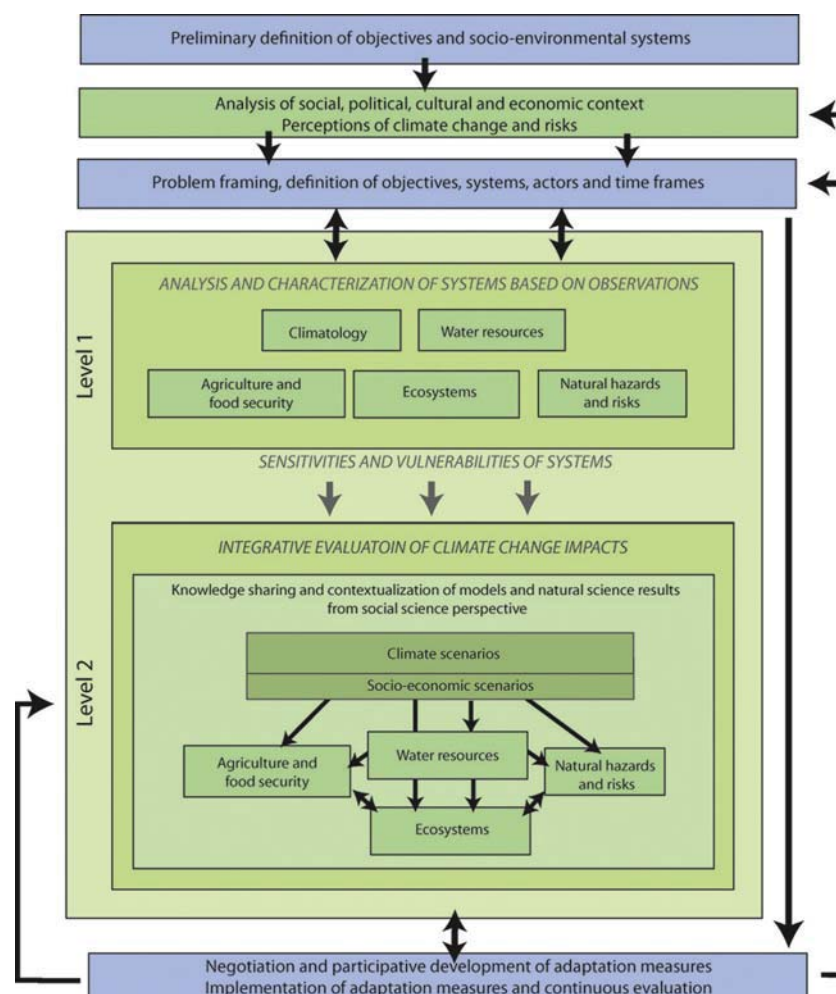 Preliminary definition of objectives and socio-environmental systems
Analysis of social, political, cultural and economic context
Perceptions of climate change and risks
Problem framing, definition of objectives, systems, actors and time frames
Level 1
ANALYSIS AND CHARACTERIZATION OF SYSTEMS BASED ON OBSERVATIONS
Climatology
Water resources
Agriculture and
food security
Ecosystems
Natural hazards
and risks
SENSITIVITIES AND VULNERABILITIES OF SYSTEMS
Level 2
INTEGRATIVE EVALUATOIN OF CLIMATE CHANGE IMPACTS
Knowledge sharing and contextualization of models and natural science results
from social science perspective
Climate scenarios
Socio-economic scenarios
Agriculture and
food security
Water resources
Natural hazards
and risks
Ecosystems
Negotiation and participative development of adaptation measures
Implementation of adaptation measures and continuous evaluation